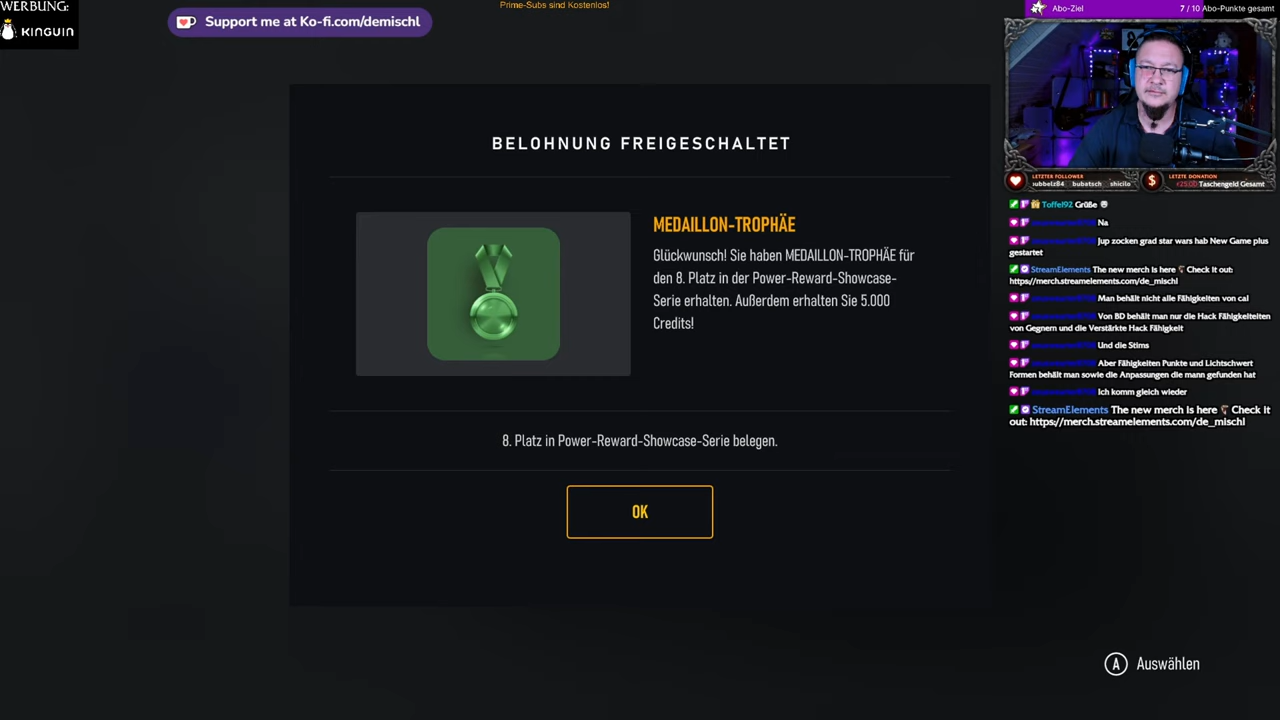 WERBUNG:
KINGUIN
Support me at Ko-fi.com/demischl
Prime-Subs sind Kostenlos!
Abo-Ziel
7 / 10 Abo-Punkte gesamt
BELOHNUNG FREIGESCHALTET
MEDAILLON-TROPHÄE
Glückwunsch! Sie haben MEDAILLON-TROPHÄE für
den 8. Platz in der Power-Reward-Showcase-
Serie erhalten. Außerdem erhalten Sie 5.000
Credits!
8. Platz in Power-Reward-Showcase-Serie belegen.
OK
A Auswählen
LETZTER FOLLOWER
bubatsch shicilo
LETZTE DONATION
Taschengeld Gesamt
Toffel92 Grüße
Na
Jup zocken grad star wars hab New Game plus
gestartet
StreamElements The new merch is here Check it out:
https://merch.streamelements.com/de_mischl
Man behält nicht alle Fähigkeiten von cal
Von BD behält man nur die Hack Fähigkeiteiten
von Gegnern und die Verstärkte Hack Fähigkeit
Und die Stims
Aber Fähigkeiten Punkte und Lichtschwert
Formen behält man sowie die Anpassungen die mann gefunden hat
Ich komm gleich wieder
StreamElements The new merch is here Check it
out: https://merch.streamelements.com/de_mischl